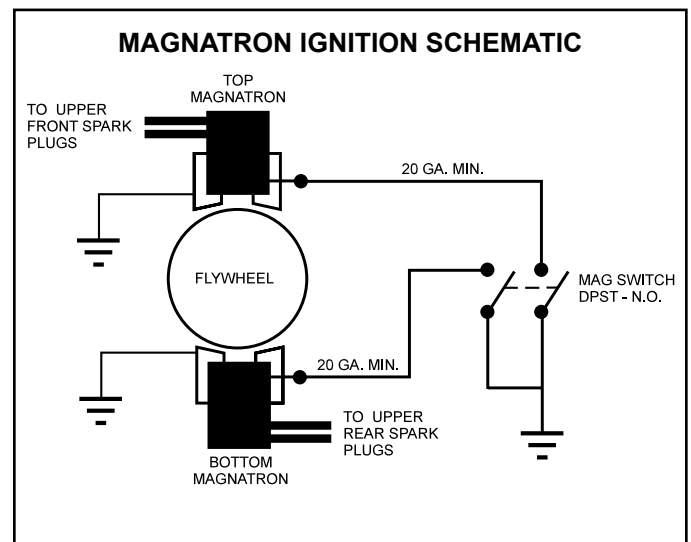 MAGNATRON IGNITION SCHEMATIC
TOP
MAGNATRON
TO UPPER
FRONT SPARK
PLUGS
20 GA. MIN.
FLYWHEEL
MAG SWITCH
DPST - N.O.
20 GA. MIN.
TO UPPER
REAR SPARK
PLUGS
BOTTOM
MAGNATRON